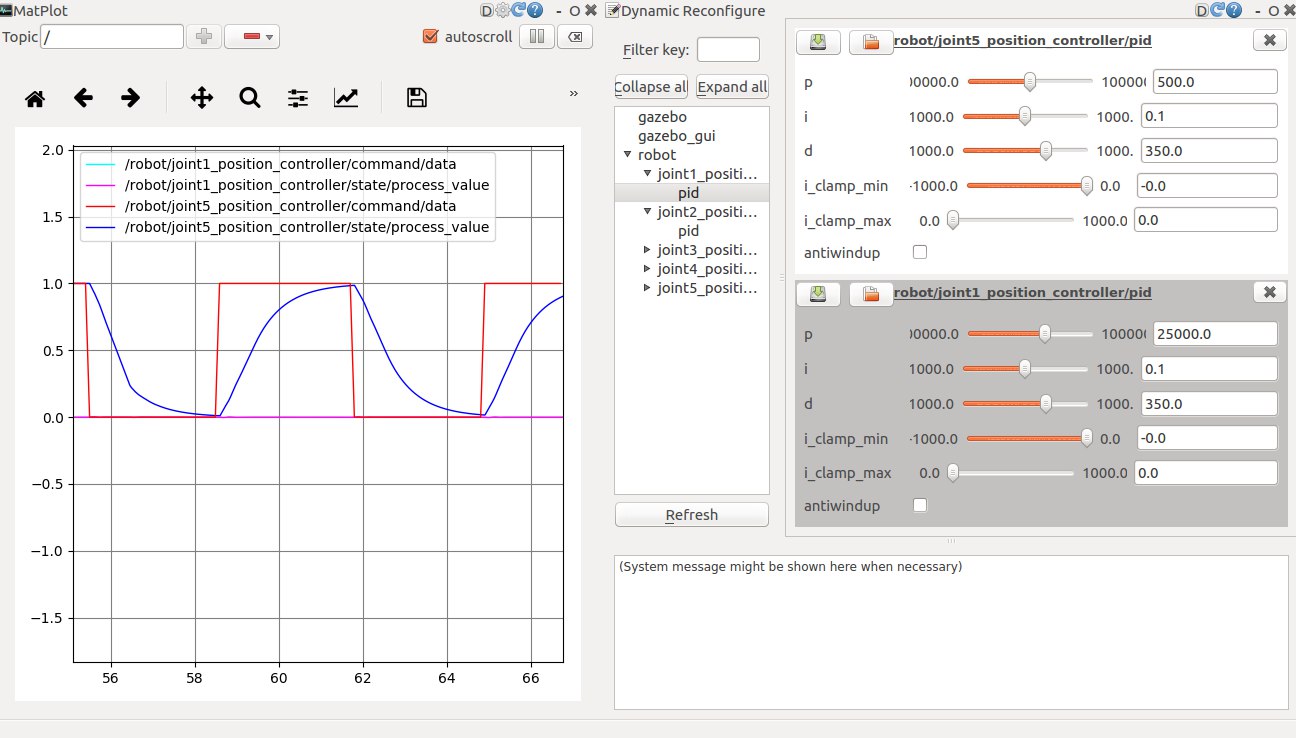 MatPlot
D
- O
Topic /
autoscroll
»
2.0
1.5
1.0
0.5
0.0
−0.5
−1.0
−1.5
56 58 60 62 64 66
/robot/joint1_position_controller/command/data
/robot/joint1_position_controller/state/process_value
/robot/joint5_position_controller/command/data
/robot/joint5_position_controller/state/process_value
Dynamic Reconfigure
D
- O
Filter key:
Collapse al Expand all
gazebo
gazebo_gui
robot
joint1_positi...
pid
joint2_positi...
pid
joint3_positi...
joint4_positi...
joint5_positi...
Refresh
robot/joint5_position_controller/pid
p 00000.0 100000 500.0
i 1000.0 1000. 0.1
d 1000.0 1000. 350.0
i_clamp_min -1000.0 0.0 -0.0
i_clamp_max 0.0 1000.0 0.0
antiwindup
robot/joint1_position_controller/pid
p 00000.0 100000 25000.0
i 1000.0 1000. 0.1
d 1000.0 1000. 350.0
i_clamp_min -1000.0 0.0 -0.0
i_clamp_max 0.0 1000.0 0.0
antiwindup
(System message might be shown here when necessary)